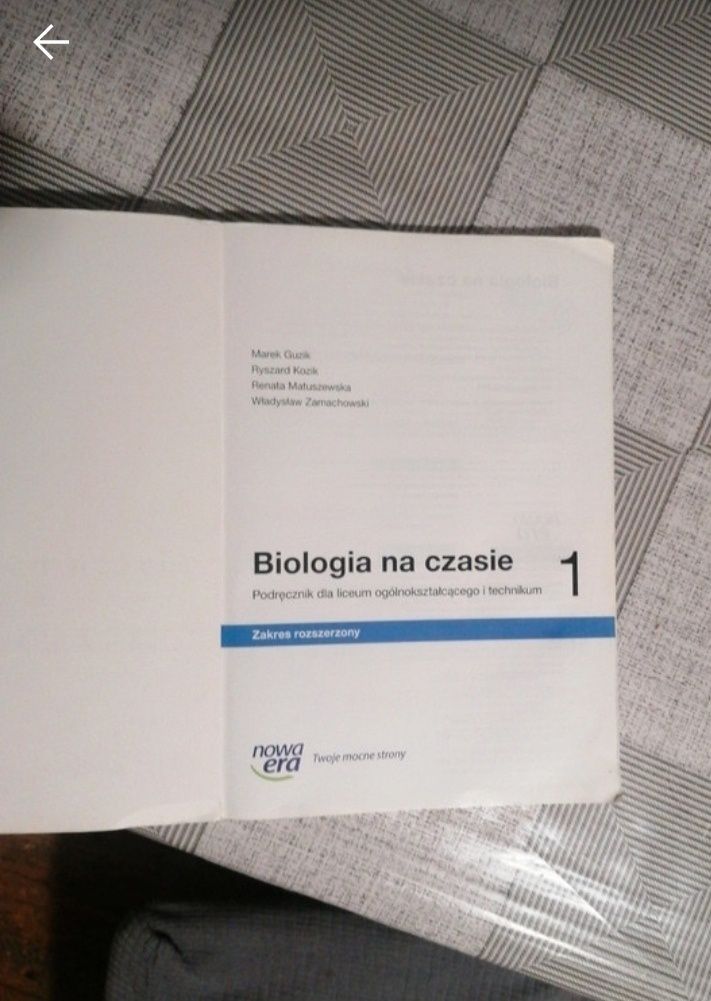 Marek Guzik
Ryszard Kozik
Renata Matuszewska
Władysław Zamachowski
Biologia na czasie 1
Podręcznik dla liceum ogólnokształcącego i technikum
Zakres rozszerzony
nowa
era
Twoje mocne strony